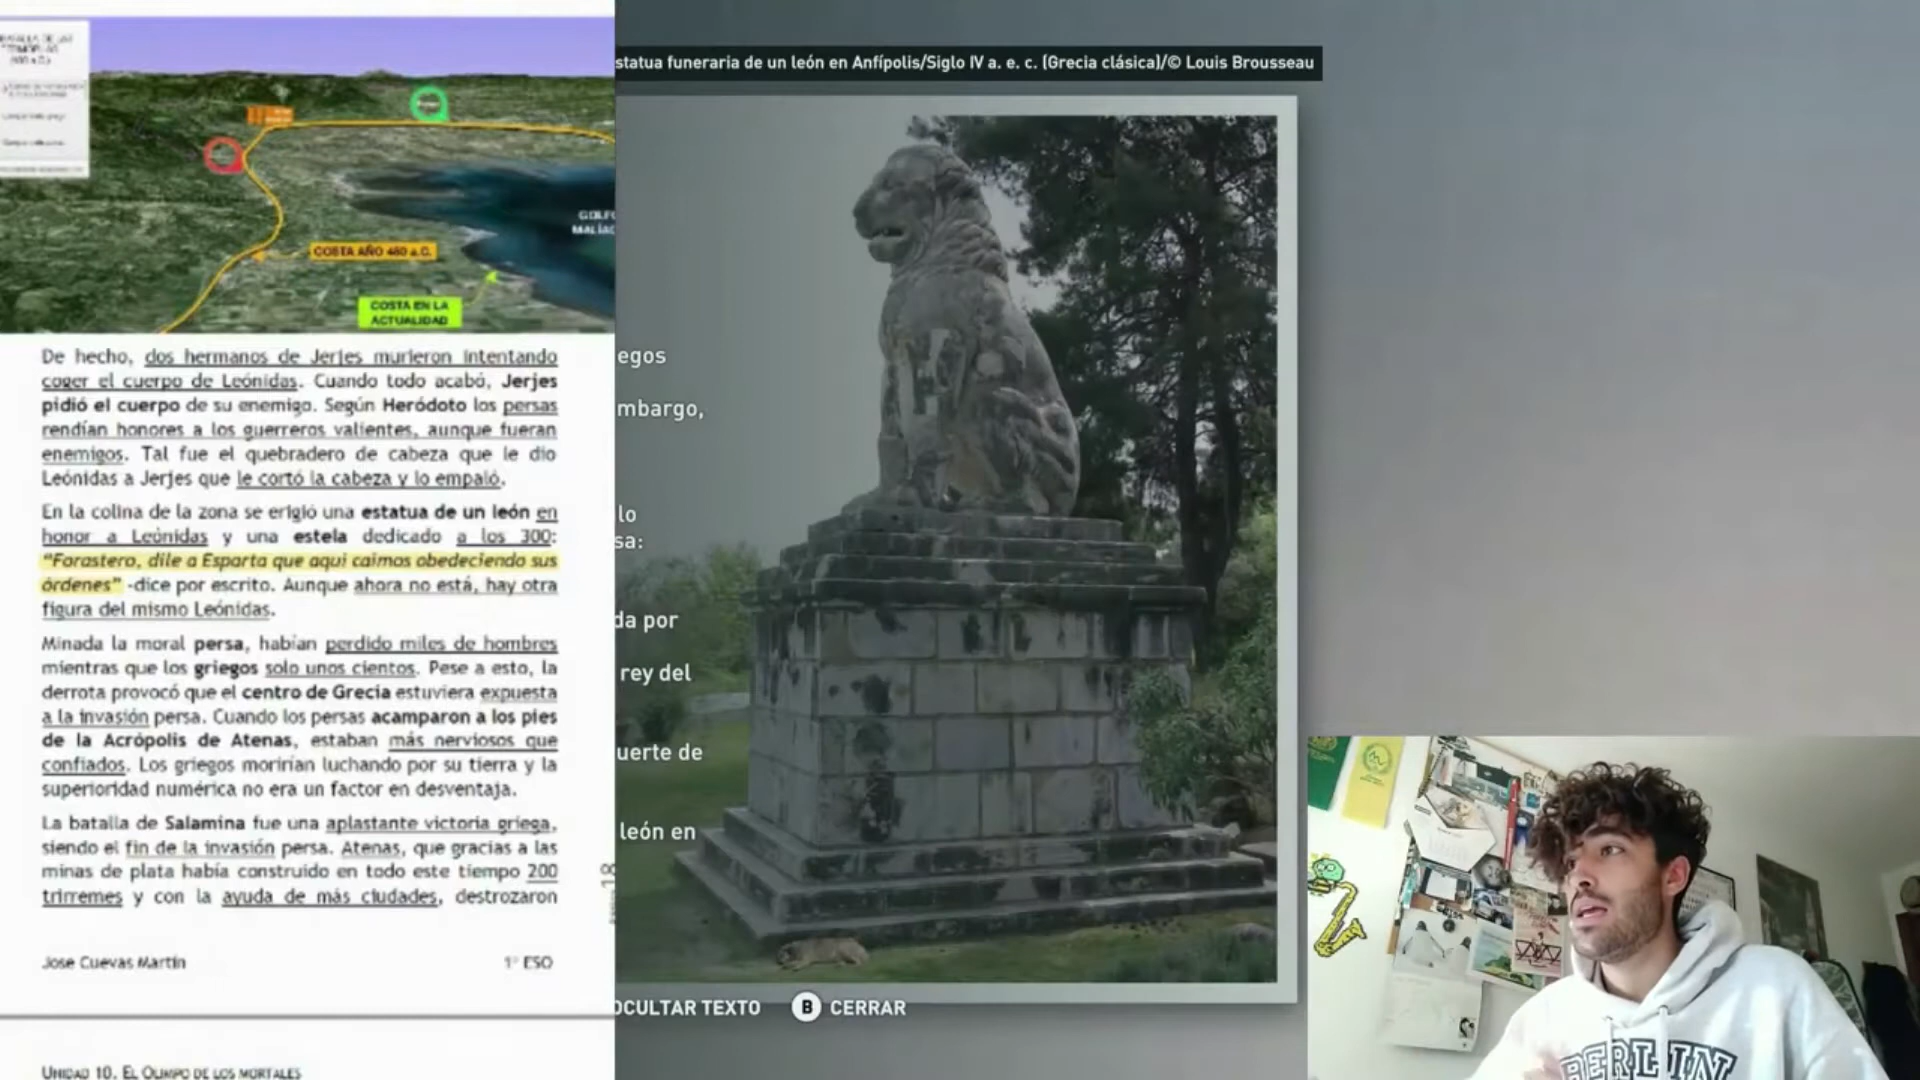 BATALLA DE LAS
TERMÓPILAS
COSTA AÑO 480 a.C.
COSTA EN LA
ACTUALIDAD
GOLFO
MALIAC
De hecho, dos hermanos de Jerjes murieron intentando
coger el cuerpo de Leónidas. Cuando todo acabó, Jerjes
pidió el cuerpo de su enemigo. Según Heródoto los persas
rendían honores a los guerreros valientes, aunque fueran
enemigos. Tal fue el quebradero de cabeza que le dio
Leónidas a Jerjes que le cortó la cabeza y lo empaló.
En la colina de la zona se erigió una estatua de un león en
honor a Leónidas y una estela dedicado a los 300:
"Forastero, dile a Esparta que aquí caimos obedeciendo sus
órdenes" -dice por escrito. Aunque ahora no está, hay otra
figura del mismo Leónidas.
Minada la moral persa, habían perdido miles de hombres
mientras que los griegos solo unos cientos. Pese a esto, la
derrota provocó que el centro de Grecia estuviera expuesta
a la invasión persa. Cuando los persas acamparon a los pies
de la Acrópolis de Atenas, estaban más nerviosos que
confiados. Los griegos morirían luchando por su tierra y la
superioridad numérica no era un factor en desventaja.
La batalla de Salamina fue una aplastante victoria griega,
siendo el fin de la invasión persa. Atenas, que gracias a las
minas de plata había construido en todo este tiempo 200
trirremes y con la ayuda de más ciudades, destrozaron
Jose Cuevas Martín
1º ESO
UNIDAD 10. EL OLIMPO DE LOS MORTALES
statua funeraria de un león en Anfípolis/Siglo IV a. e. c. (Grecia clásica)/© Louis Brousseau
egos
mbargo,
lo
sa:
da por
rey del
uerte de
león en
OCULTAR TEXTO
B CERRAR
BERLIN